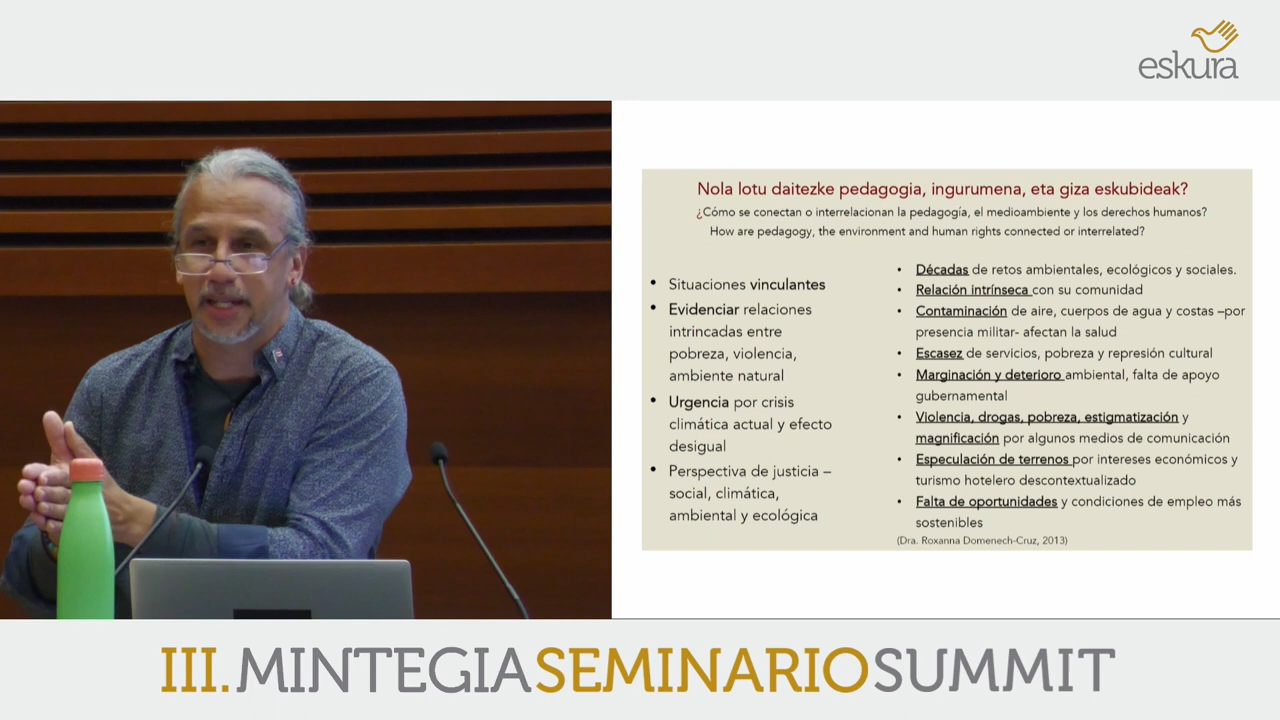 eskura
Nola lotu daitezke pedagogia, ingurumena, eta giza eskubideak?
¿Cómo se conectan o interrelacionan la pedagogía, el medioambiente y los derechos humanos?
How are pedagogy, the environment and human rights connected or interrelated?
• Situaciones vinculantes
• Evidenciar relaciones
intrincadas entre
pobreza, violencia,
ambiente natural
• Urgencia por crisis
climática actual y efecto
desigual
• Perspectiva de justicia –
social, climática,
ambiental y ecológica
• Décadas de retos ambientales, ecológicos y sociales.
• Relación intrínseca con su comunidad
• Contaminación de aire, cuerpos de agua y costas –por
presencia militar- afectan la salud
• Escasez de servicios, pobreza y represión cultural
• Marginación y deterioro ambiental, falta de apoyo
gubernamental
• Violencia, drogas, pobreza, estigmatización y
magnificación por algunos medios de comunicación
• Especulación de terrenos por intereses económicos y
turismo hotelero descontextualizado
• Falta de oportunidades y condiciones de empleo más
sostenibles
(Dra. Roxanna Domenech-Cruz, 2013)
III. MINTEGIA SEMINARIO SUMMIT